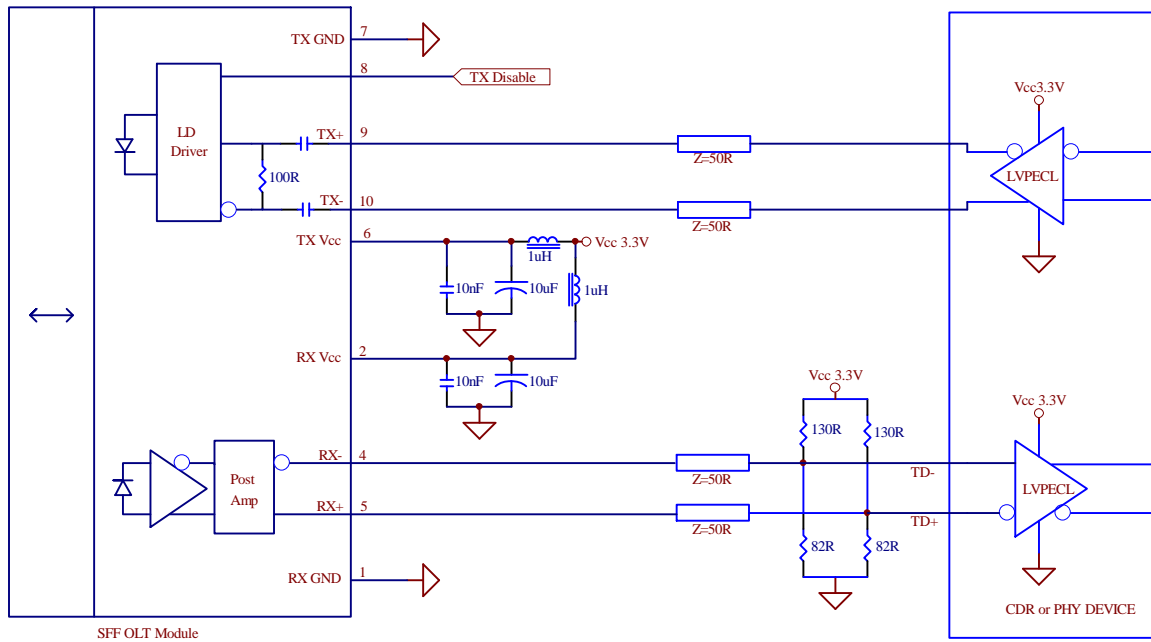 TX GND
7
8
TX Disable
Vcc3.3V
LD
Driver
TX+
9
Z=50R
LVPECL
100R
TX-
10
Z=50R
TX Vcc
6
Vcc 3.3V
1uH
10nF
10uF
1uH
RX Vcc
2
10nF
10uF
Vcc 3.3V
Vcc 3.3V
130R
130R
RX-
4
Z=50R
TD-
Post
Amp
LVPECL
RX+
5
Z=50R
TD+
82R
82R
RX GND
1
CDR or PHY DEVICE
SFF OLT Module